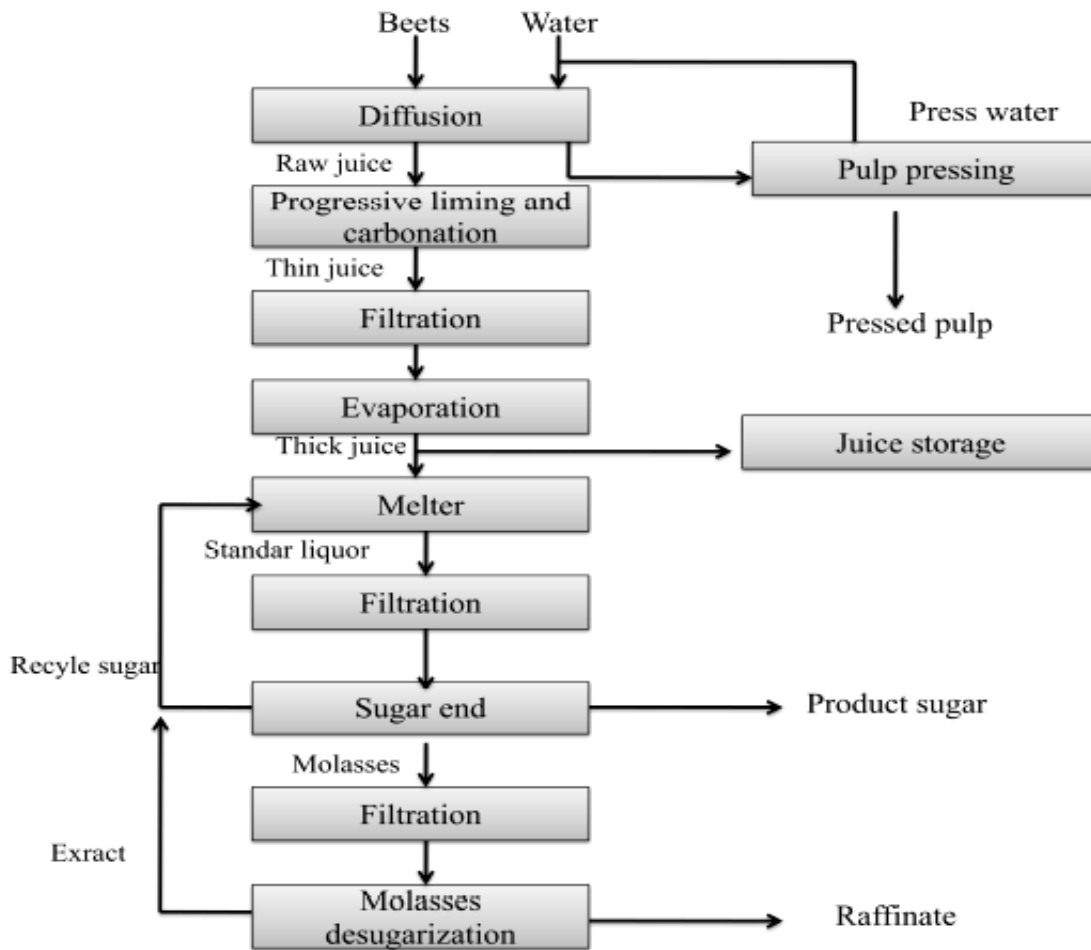 Beets
Water
Diffusion
Press water
Raw juice
Pulp pressing
Progressive liming and
carbonation
Thin juice
Filtration
Pressed pulp
Evaporation
Thick juice
Juice storage
Melter
Standar liquor
Filtration
Recyle sugar
Sugar end
Product sugar
Molasses
Filtration
Exract
Molasses
desugarization
Raffinate